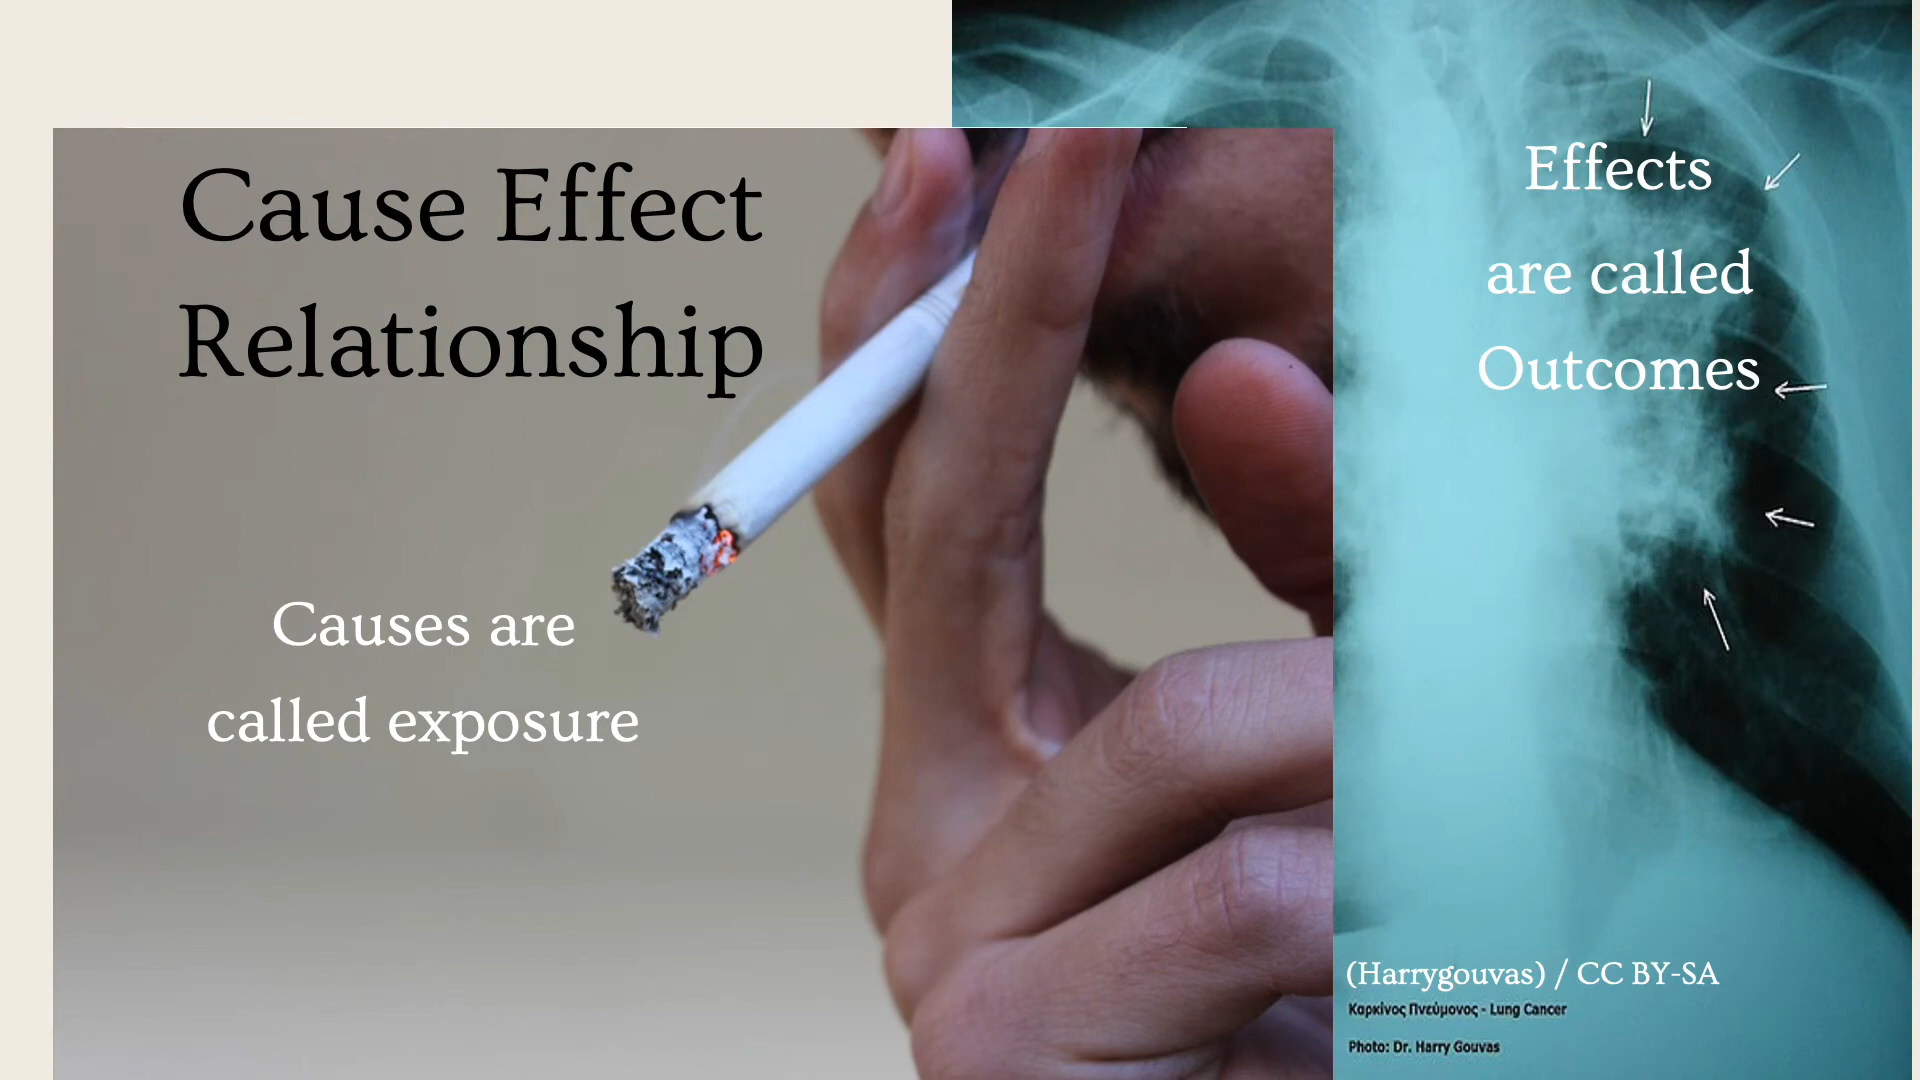 Cause Effect
Relationship
Causes are
called exposure
Effects
are called
Outcomes
(Harrygouvas) / CC BY-SA
Καρκίνος Πνεύμονος - Lung Cancer
Photo: Dr. Harry Gouvas